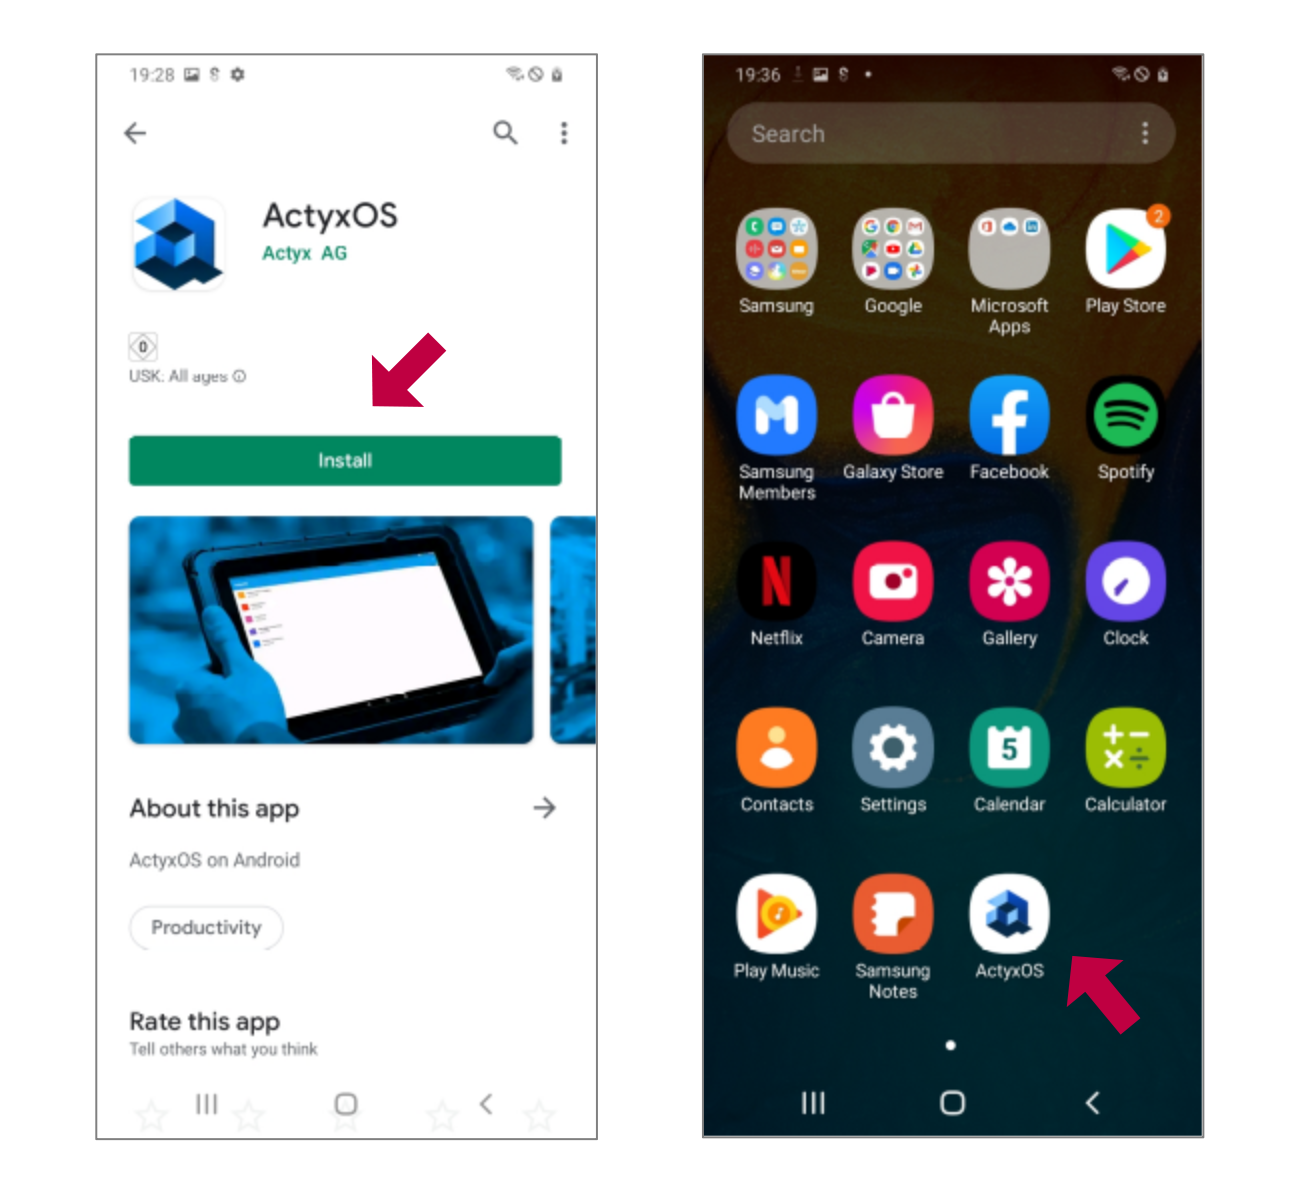 19:28
ActyxOS
Actyx AG
0
USK: All ages
Install
About this app
ActyxOS on Android
Productivity
Rate this app
Tell others what you think
19:36
Search
2
Samsung
Google
Microsoft
Apps
Play Store
Samsung
Members
Galaxy Store
Facebook
Spotify
N
Netflix
Camera
Gallery
Clock
5
Contacts
Settings
Calendar
Calculator
Play Music
Samsung
Notes
ActyxOS